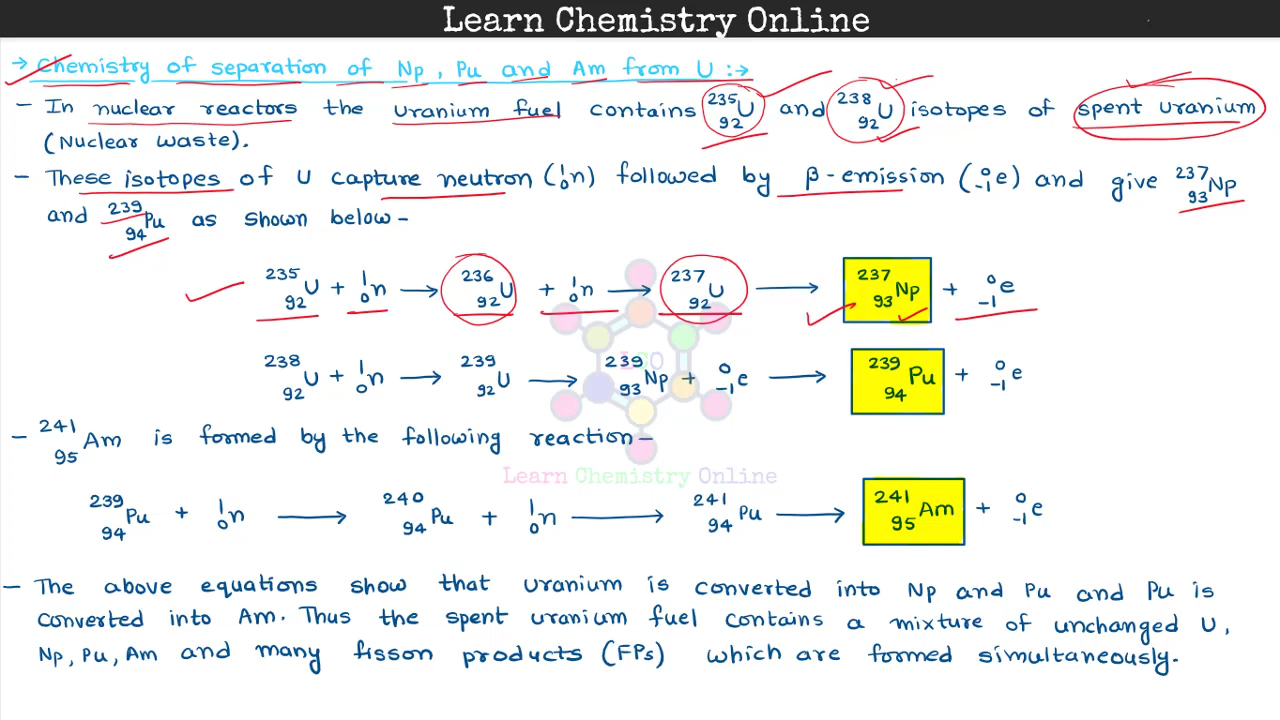 Learn Chemistry Online
→ Chemistry of separation of Np, Pu and Am from U :→
- In nuclear reactors the uranium fuel contains ²³⁵₉₂U and ²³⁸₉₂U isotopes of spent uranium
(Nuclear waste).
- These isotopes of U capture neutron (¹₀n) followed by β-emission (⁰₋₁e) and give ²³⁷₉₃Np
and ²³⁹₉₄Pu as shown below-
²³⁵₉₂U + ¹₀n → ²³⁶₉₂U + ¹₀n → ²³⁷₉₂U → ²³⁷₉₃Np + ⁰₋₁e
²³⁸₉₂U + ¹₀n → ²³⁹₉₂U → ²³⁹₉₃Np + ⁰₋₁e → ²³⁹₉₄Pu + ⁰₋₁e
LCO
- ²⁴¹₉₅Am is formed by the following reaction-
Learn Chemistry Online
²³⁹₉₄Pu + ¹₀n → ²⁴⁰₉₄Pu + ¹₀n → ²⁴¹₉₄Pu → ²⁴¹₉₅Am + ⁰₋₁e
- The above equations show that uranium is converted into Np and Pu and Pu is
converted into Am. Thus the spent uranium fuel contains a mixture of unchanged U,
Np, Pu, Am and many fisson products (FPs) which are formed simultaneously.